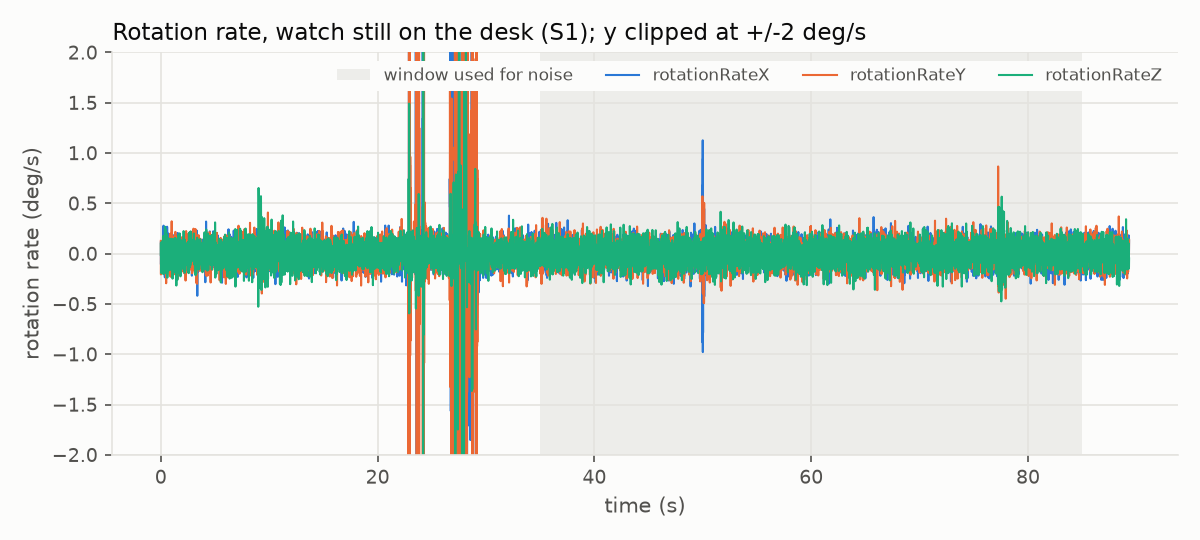 Rotation rate, watch still on the desk (S1); y clipped at +/-2 deg/s
window used for noise rotationRateX rotationRateY rotationRateZ
rotation rate (deg/s)
2.0
1.5
1.0
0.5
0.0
−0.5
−1.0
−1.5
−2.0
0 20 40 60 80
time (s)